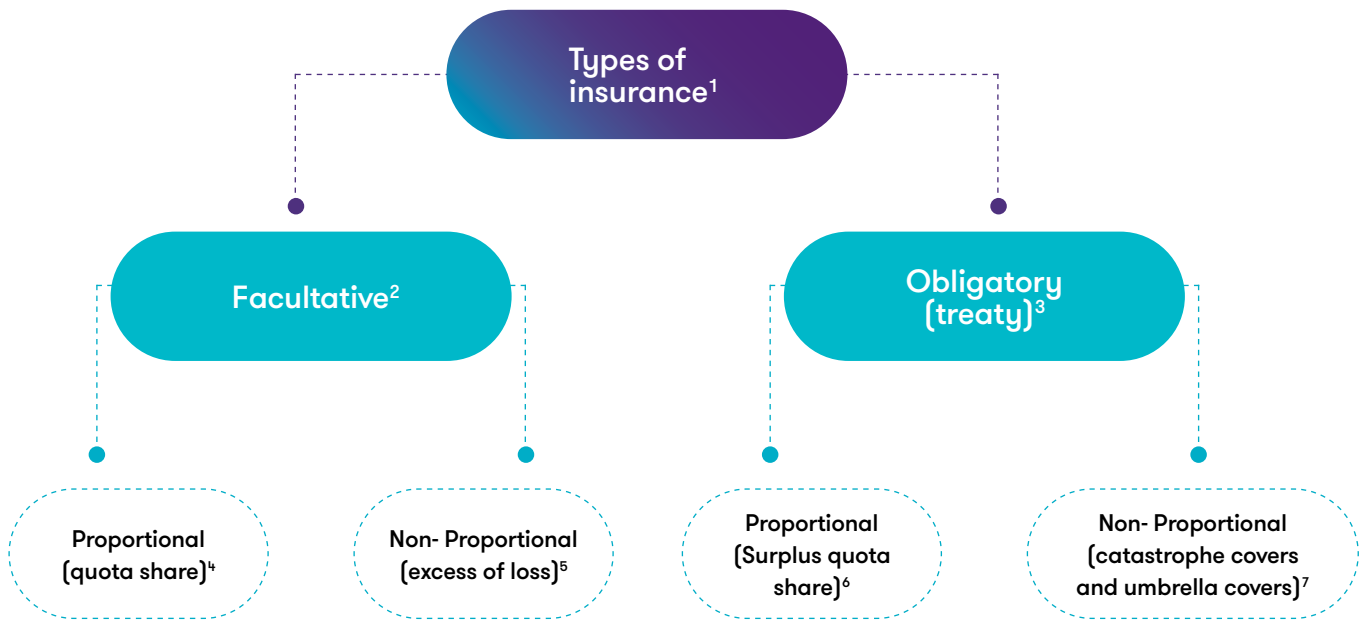 Types of
insurance¹
Facultative²
Obligatory
(treaty)³
Proportional
(quota share)⁴
Non- Proportional
(excess of loss)⁵
Proportional
(Surplus quota
share)⁶
Non- Proportional
(catastrophe covers
and umbrella covers)⁷